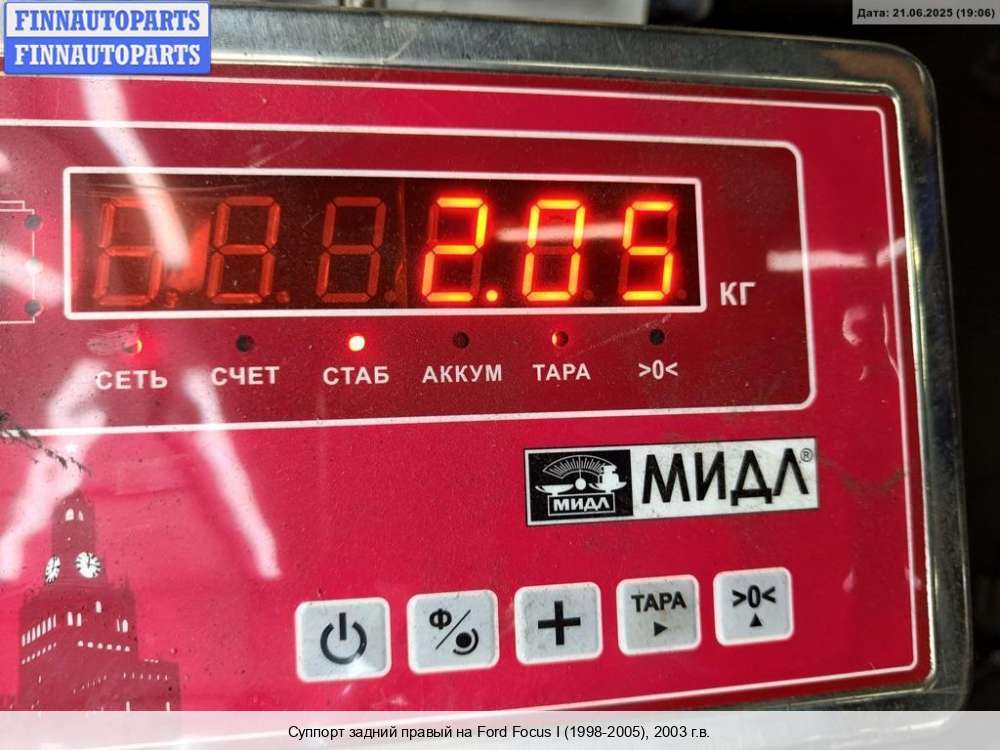 FINNAUTOPARTS
FINNAUTOPARTS
Дата: 21.06.2025 (19:06)
2.05
КГ
СЕТЬ СЧЕТ СТАБ АККУМ ТАРА >0<
МИДЛ МИДЛ®
Ф ТАРА >0<
Суппорт задний правый на Ford Focus I (1998-2005), 2003 г.в.